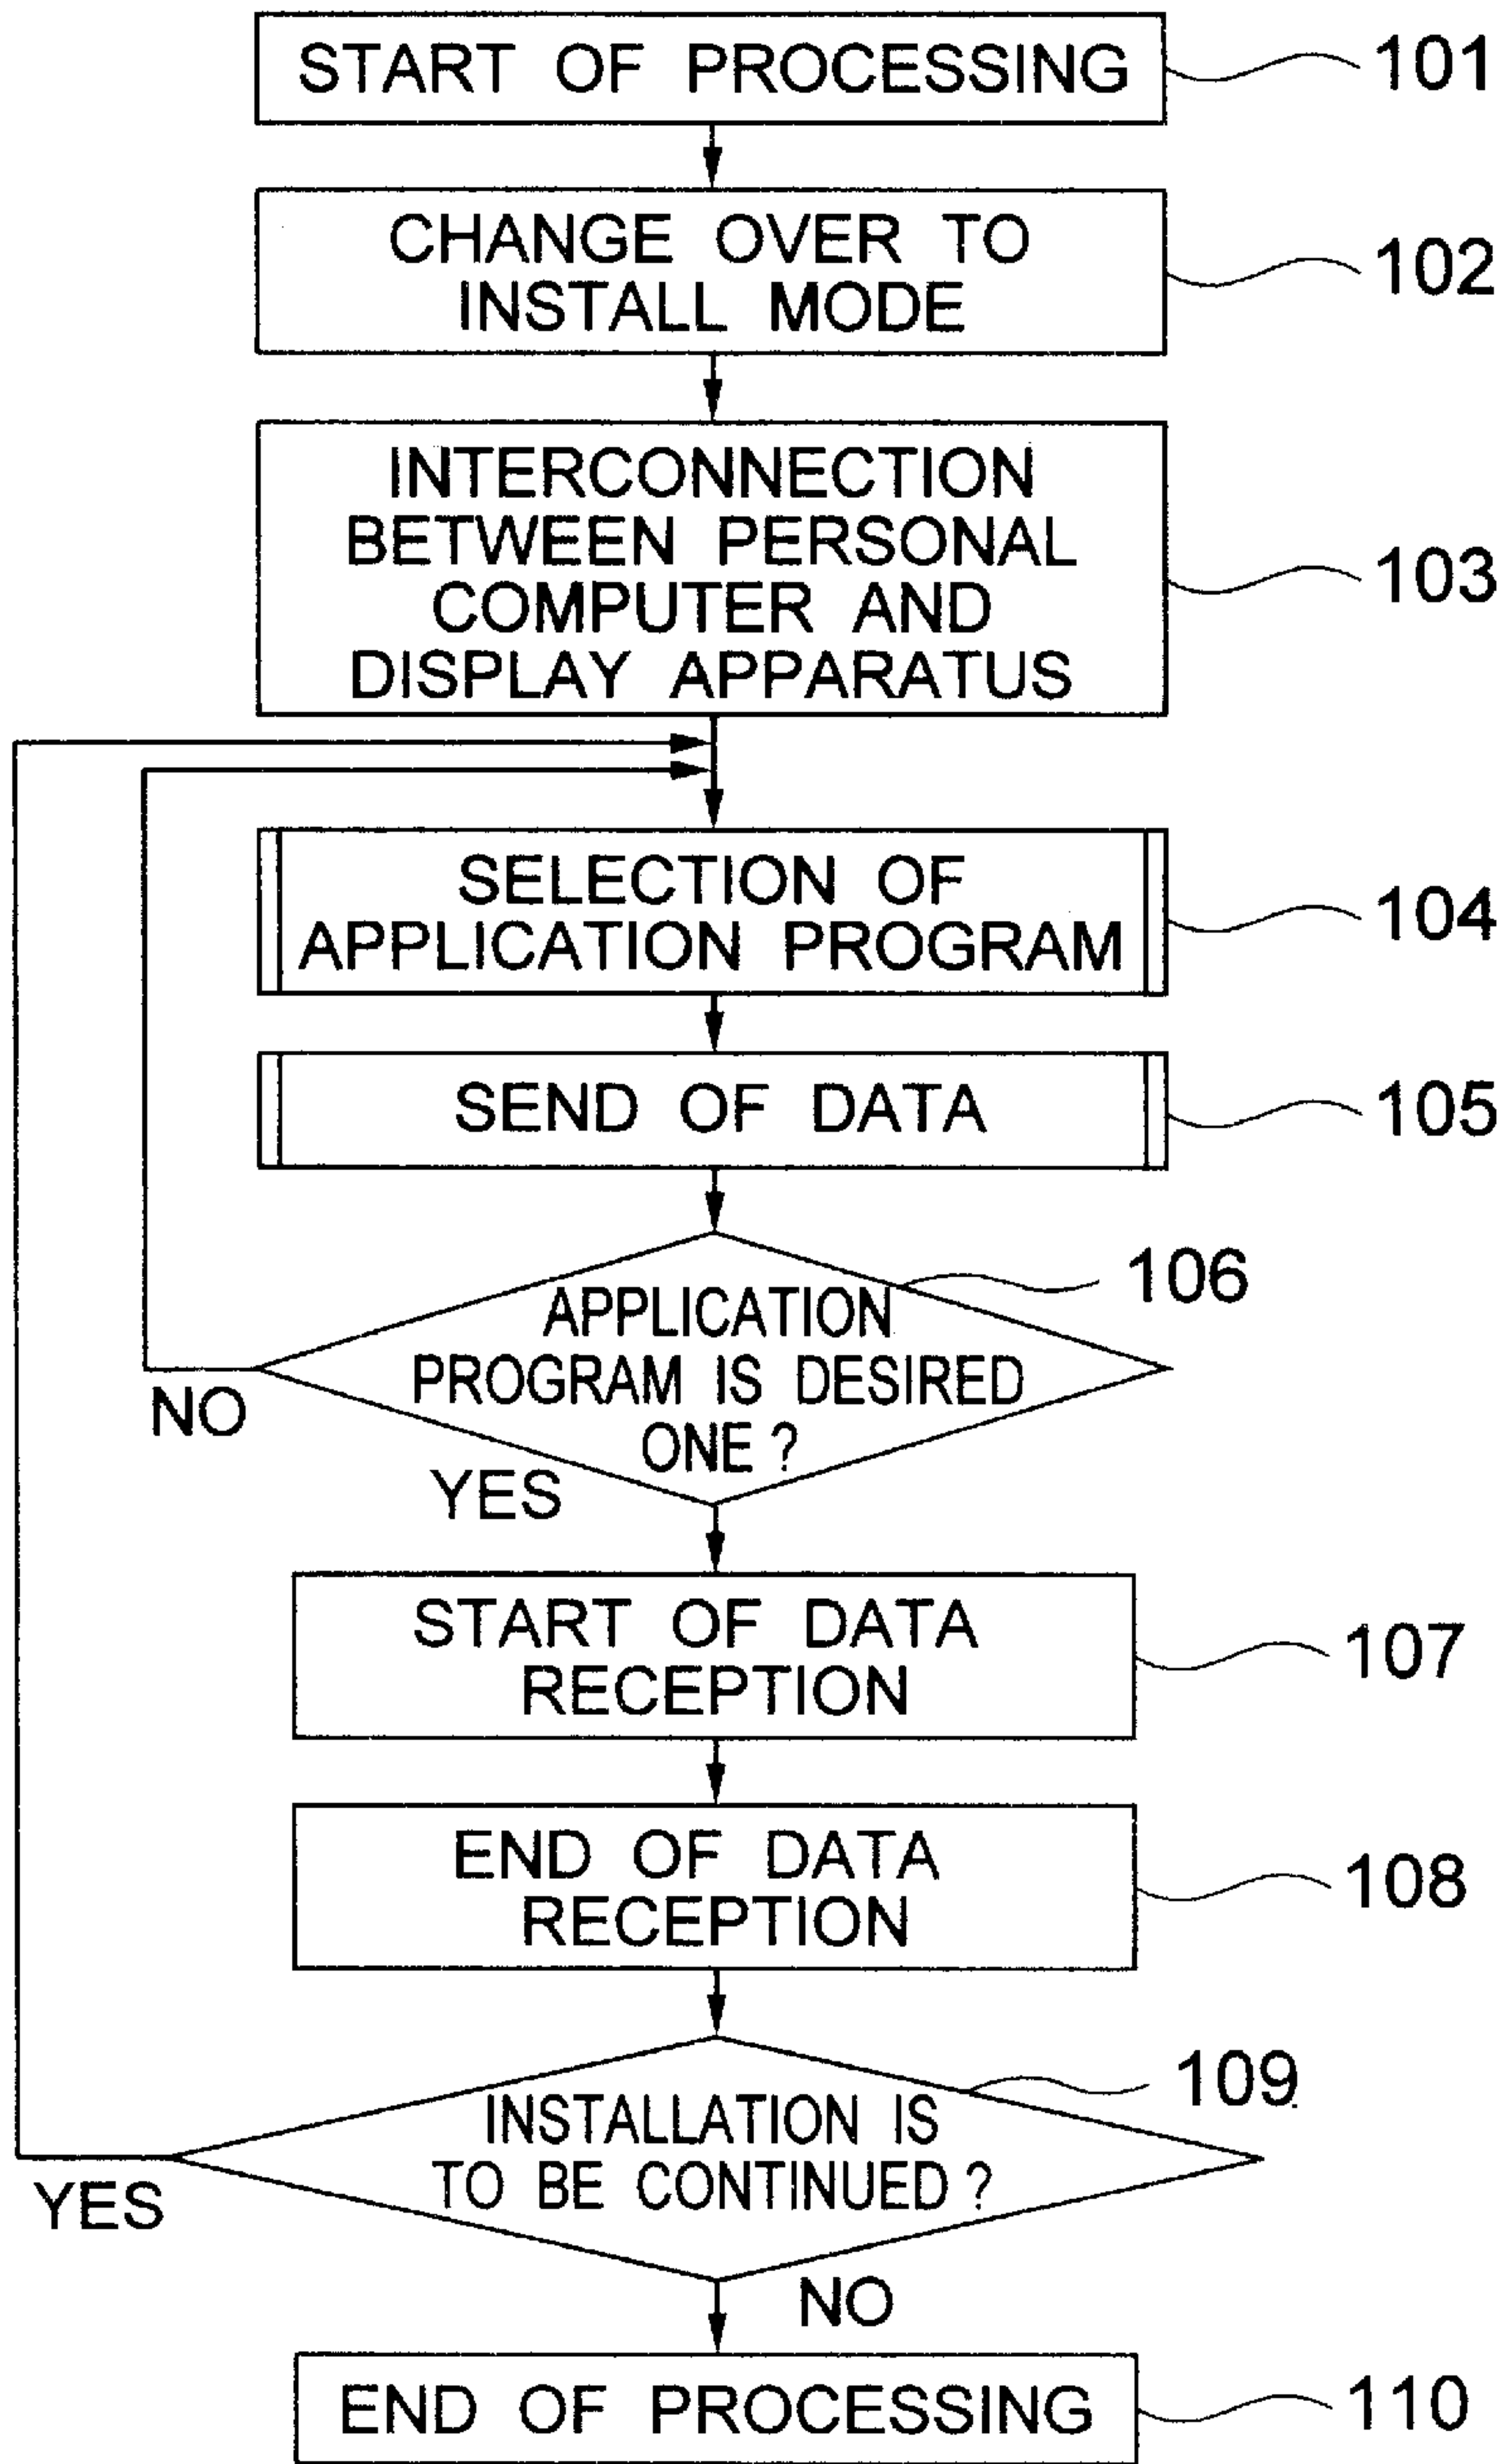 START OF PROCESSING
101
CHANGE OVER TO
INSTALL MODE
102
INTERCONNECTION
BETWEEN PERSONAL
COMPUTER AND
DISPLAY APPARATUS
103
SELECTION OF
APPLICATION PROGRAM
104
SEND OF DATA
105
106
APPLICATION
PROGRAM IS DESIRED
ONE ?
NO
YES
START OF DATA
RECEPTION
107
END OF DATA
RECEPTION
108
109
INSTALLATION IS
TO BE CONTINUED ?
YES
NO
END OF PROCESSING
110